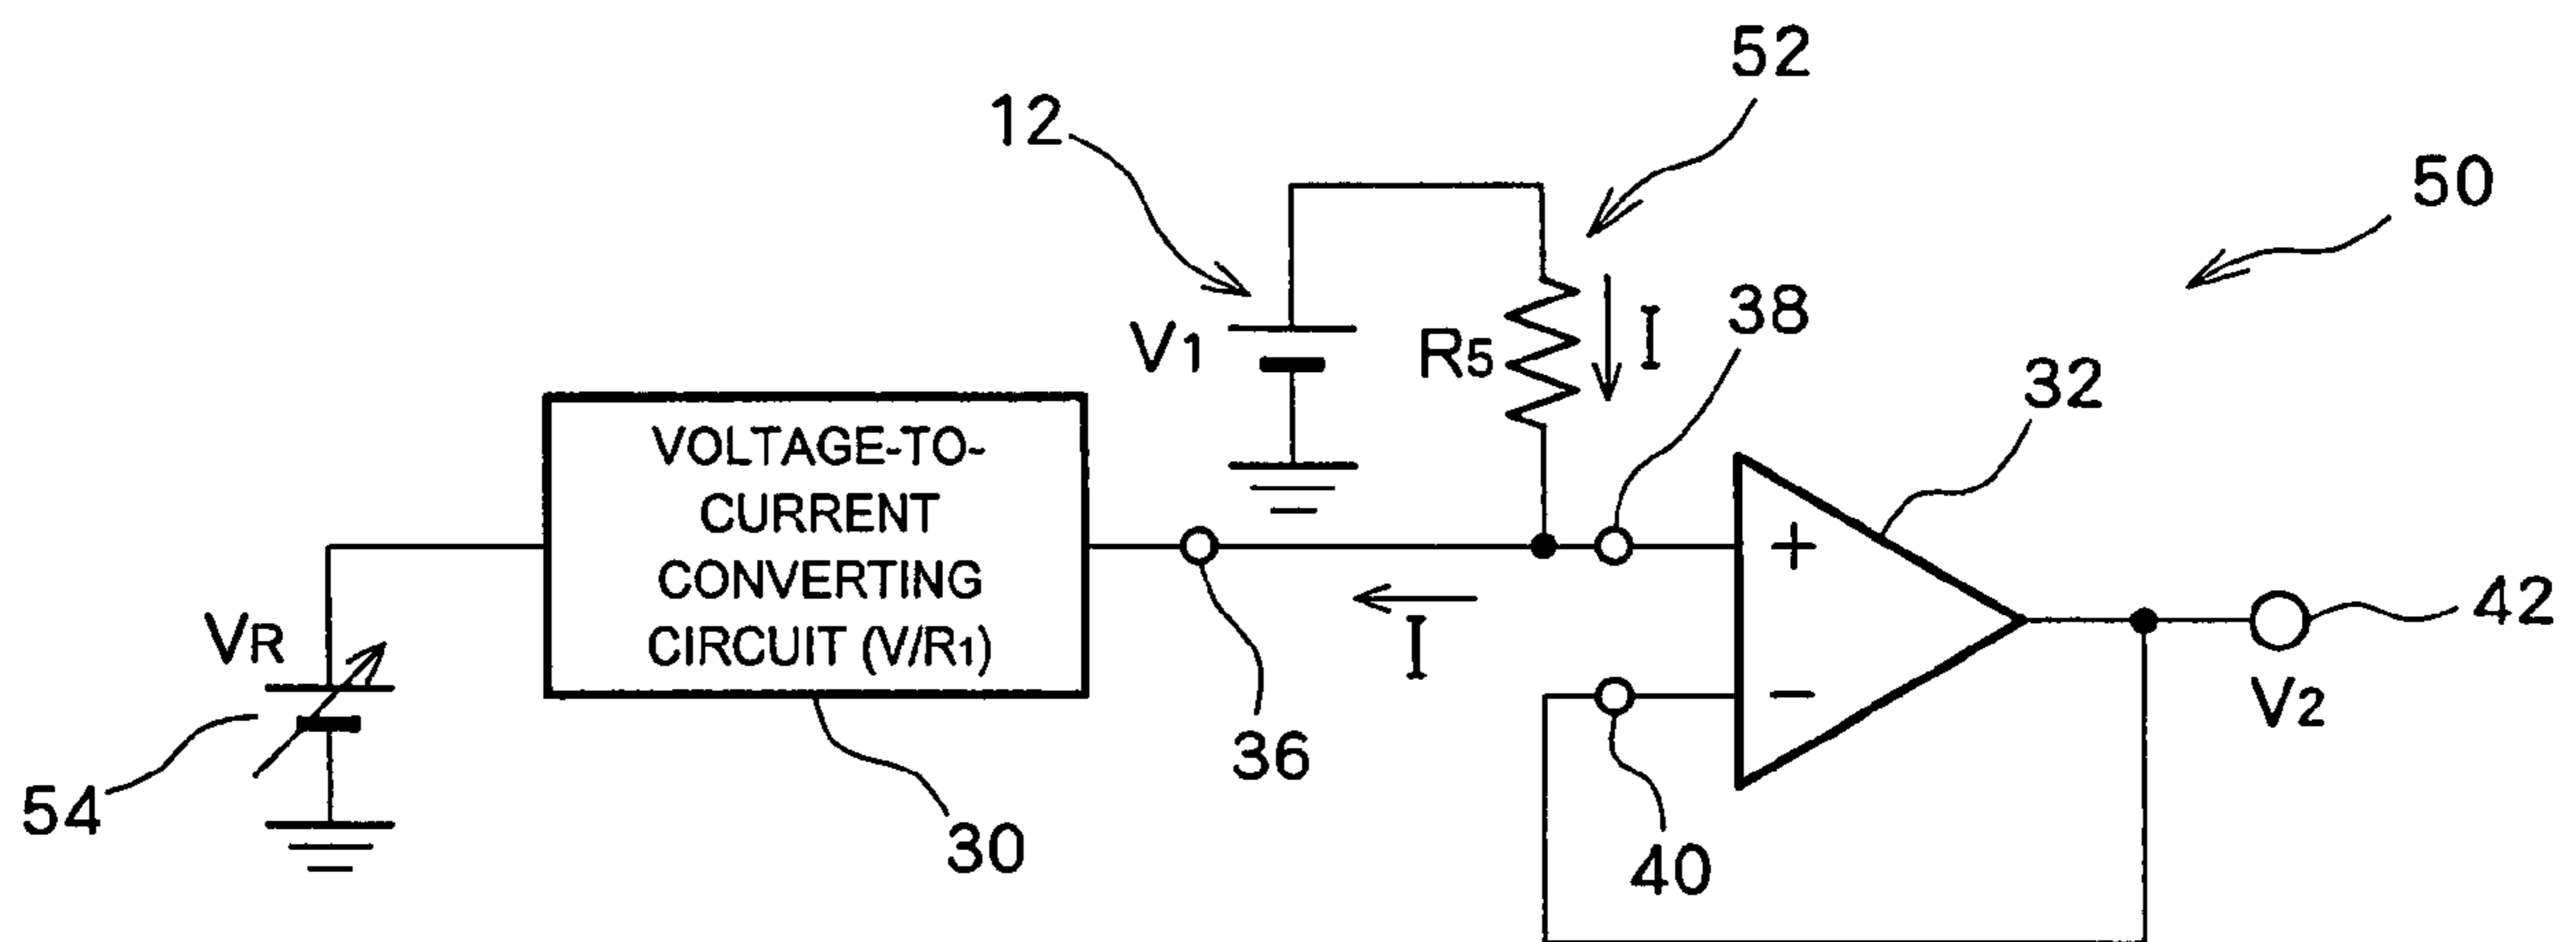 52
12
50
V1
R5
I
38
32
VOLTAGE-TO-
CURRENT
CONVERTING
CIRCUIT (V/R1)
+
−
I
VR
36
42
V2
54
30
40